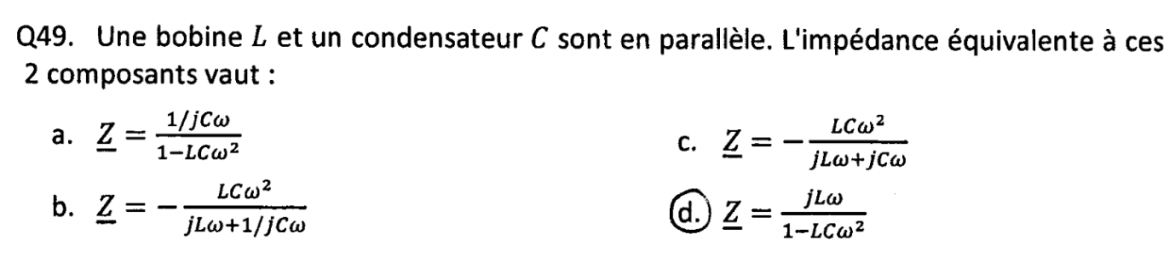 Q49. Une bobine L et un condensateur C sont en parallèle. L'impédance équivalente à ces
2 composants vaut :
a. Z = (1/jCω)/(1−LCω²)
b. Z = − LCω²/(jLω+1/jCω)
c. Z = − LCω²/(jLω+jCω)
d. Z = jLω/(1−LCω²)